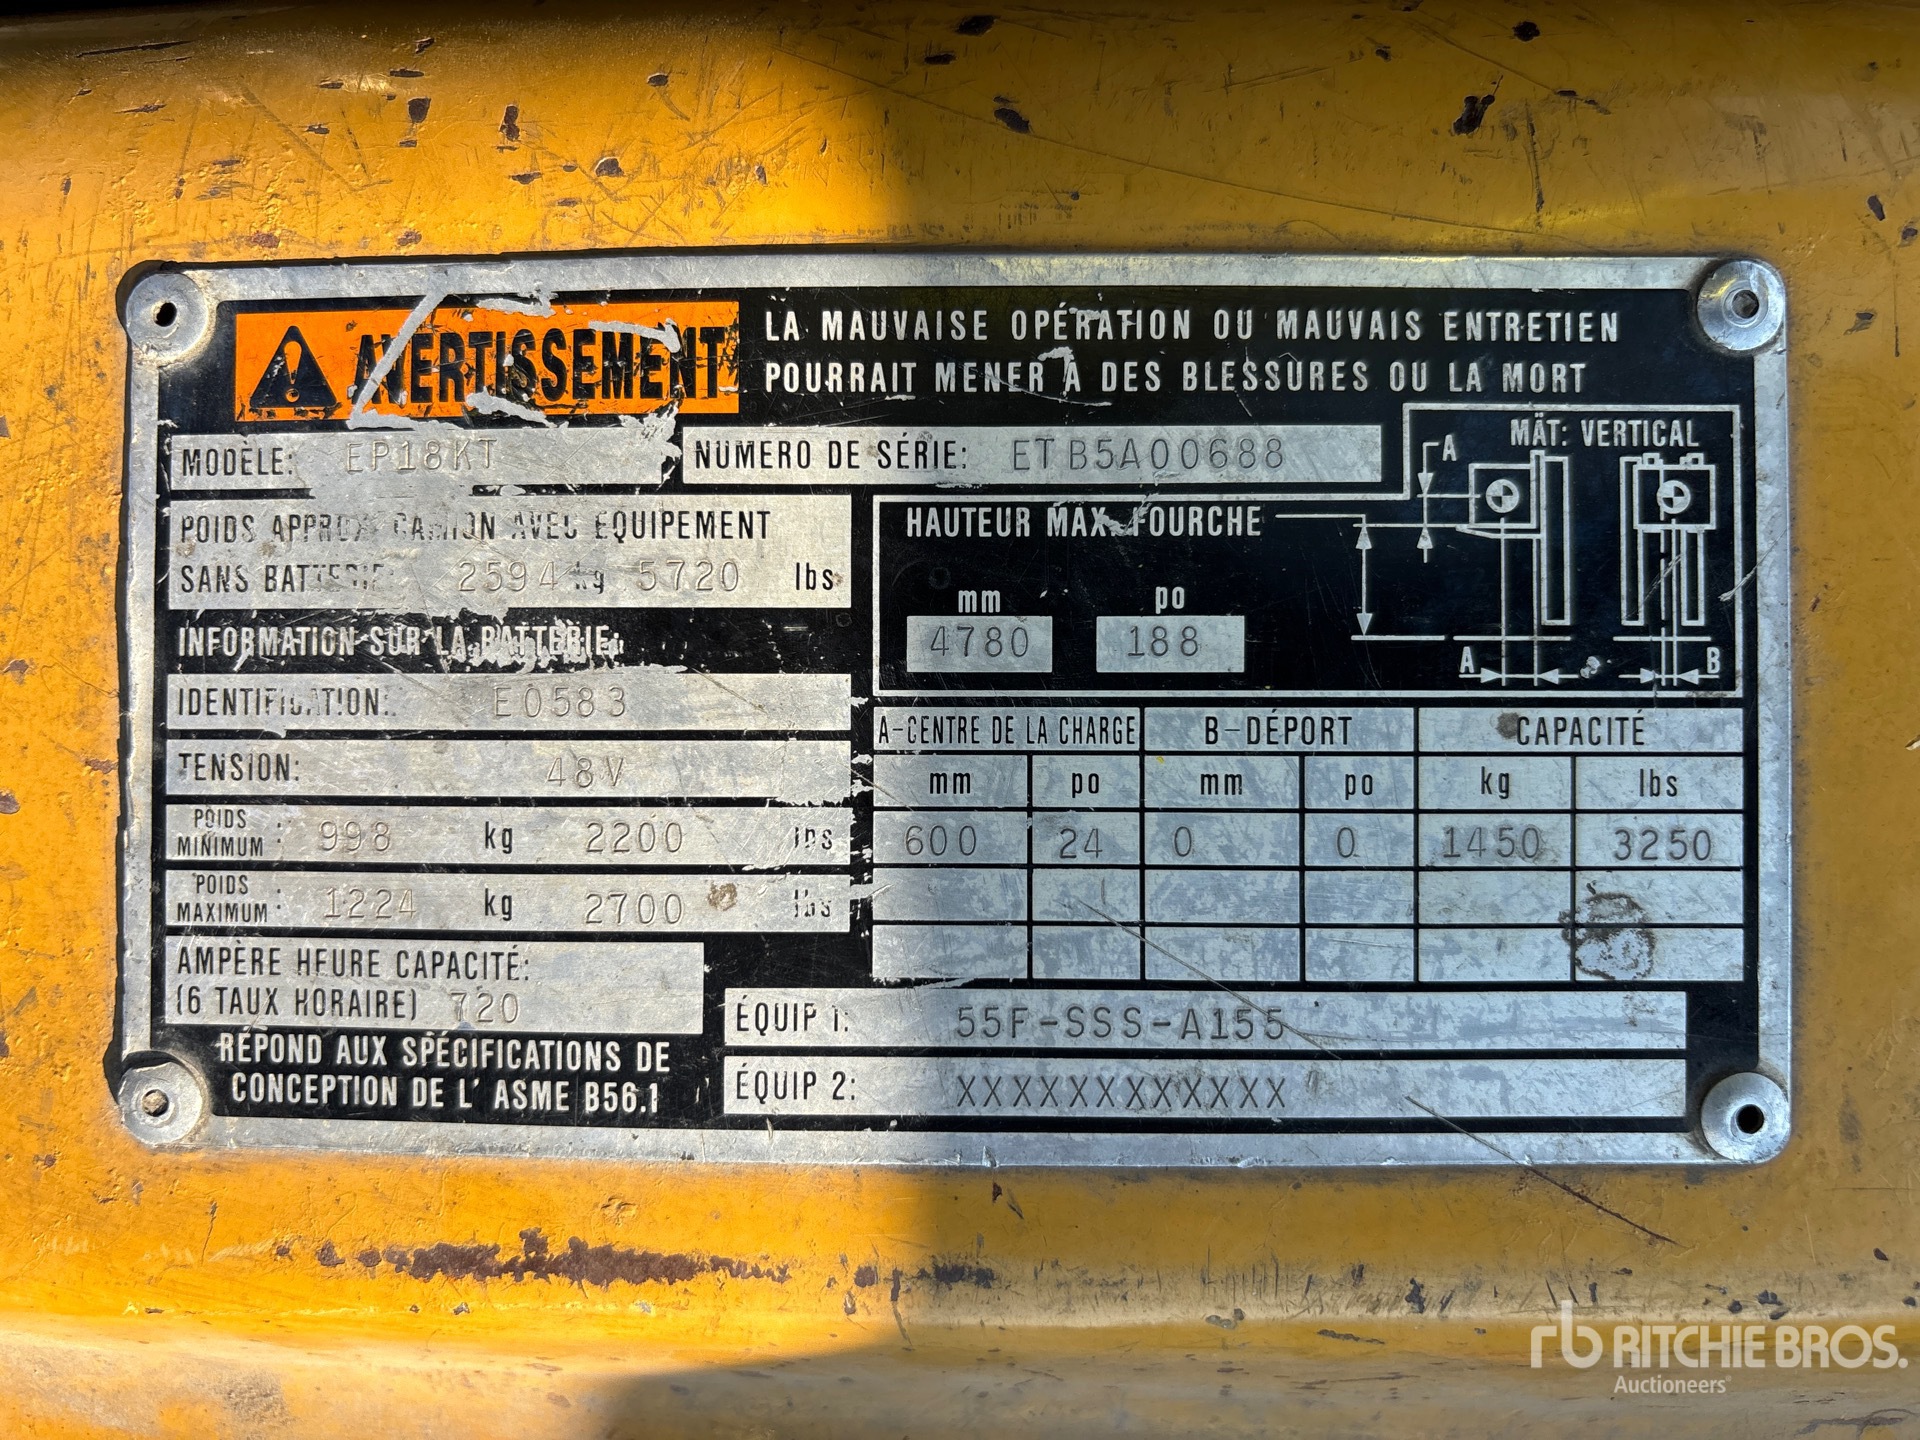 AVERTISSEMENT
LA MAUVAISE OPÉRATION OU MAUVAIS ENTRETIEN
POURRAIT MENER À DES BLESSURES OU LA MORT
MODÈLE: EP18KT
NUMERO DE SÉRIE: ETB5A00688
MÂT: VERTICAL
A
POIDS APPROX. CAMION AVEC EQUIPEMENT
SANS BATTERIE: 2594 kg 5720 lbs
HAUTEUR MAX. FOURCHE
mm po
4780 188
A B
INFORMATION SUR LA BATTERIE:
IDENTIFICATION: E0583
TENSION: 48V
POIDS MINIMUM: 998 kg 2200 lbs
POIDS MAXIMUM: 1224 kg 2700 lbs
AMPÈRE HEURE CAPACITÉ:
(6 TAUX HORAIRE) 720
RÉPOND AUX SPÉCIFICATIONS DE
CONCEPTION DE L' ASME B56.1
A-CENTRE DE LA CHARGE B-DÉPORT CAPACITÉ
mm po mm po kg lbs
600 24 0 0 1450 3250
ÉQUIP 1: 55F-SSS-A155
ÉQUIP 2: XXXXXXXXXXXX
rb RITCHIE BROS.
Auctioneers